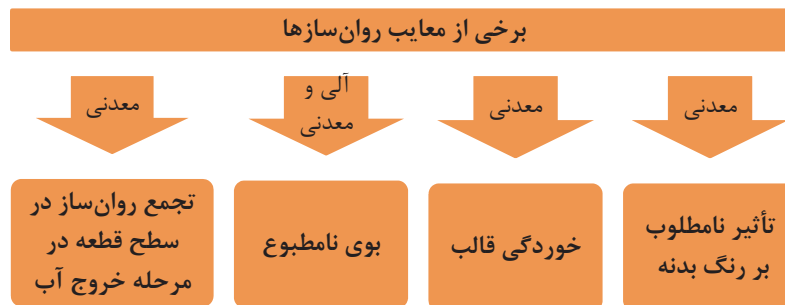 برخی از معایب روان‌سازها
معدنی
معدنی
آلی و
معدنی
معدنی
تأثیر نامطلوب
بر رنگ بدنه
خوردگی قالب
بوی نامطبوع
تجمع روان‌ساز در
سطح قطعه در
مرحله خروج آب